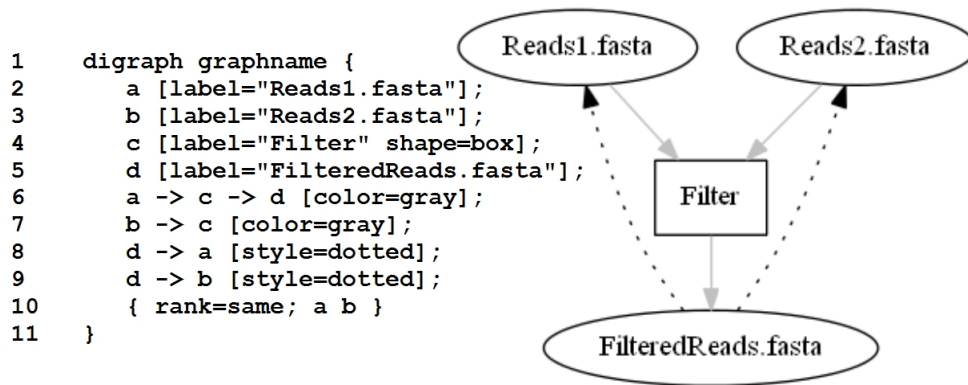 1 digraph graphname {
2 a [label="Reads1.fasta"];
3 b [label="Reads2.fasta"];
4 c [label="Filter" shape=box];
5 d [label="FilteredReads.fasta"];
6 a -> c -> d [color=gray];
7 b -> c [color=gray];
8 d -> a [style=dotted];
9 d -> b [style=dotted];
10 { rank=same; a b }
11 }
Reads1.fasta
Reads2.fasta
Filter
FilteredReads.fasta